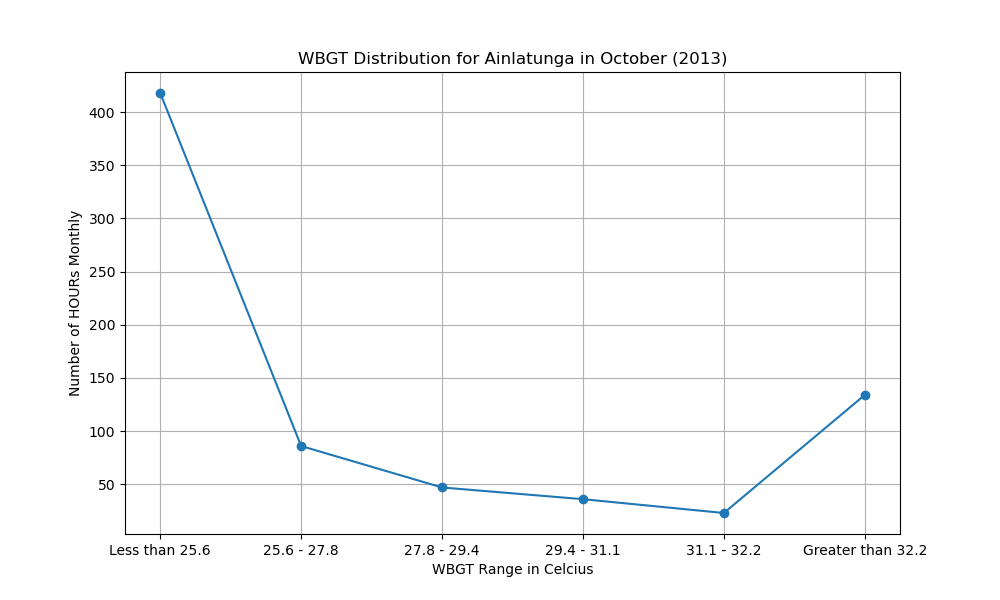 WBGT Distribution for Ainlatunga in October (2013)
Number of HOURs Monthly
400
350
300
250
200
150
100
50
Less than 25.6
25.6 - 27.8
27.8 - 29.4
29.4 - 31.1
31.1 - 32.2
Greater than 32.2
WBGT Range in Celcius